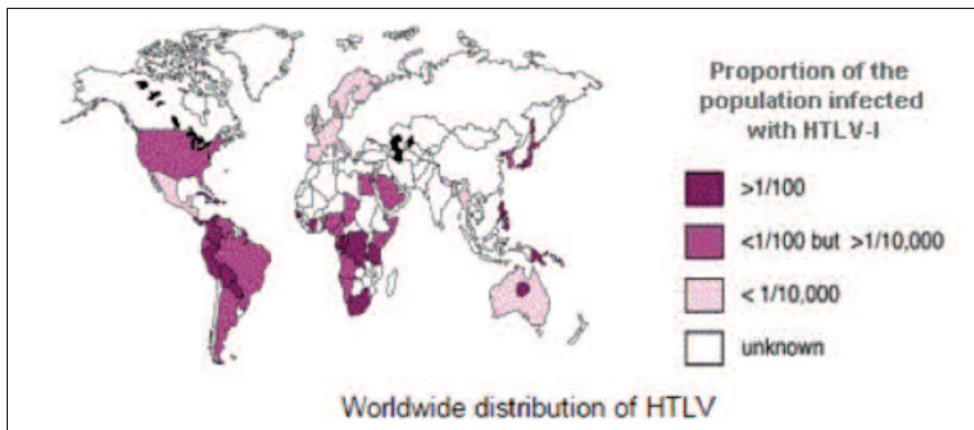 Proportion of the
population infected
with HTLV-I
>1/100
<1/100 but >1/10,000
< 1/10,000
unknown
Worldwide distribution of HTLV